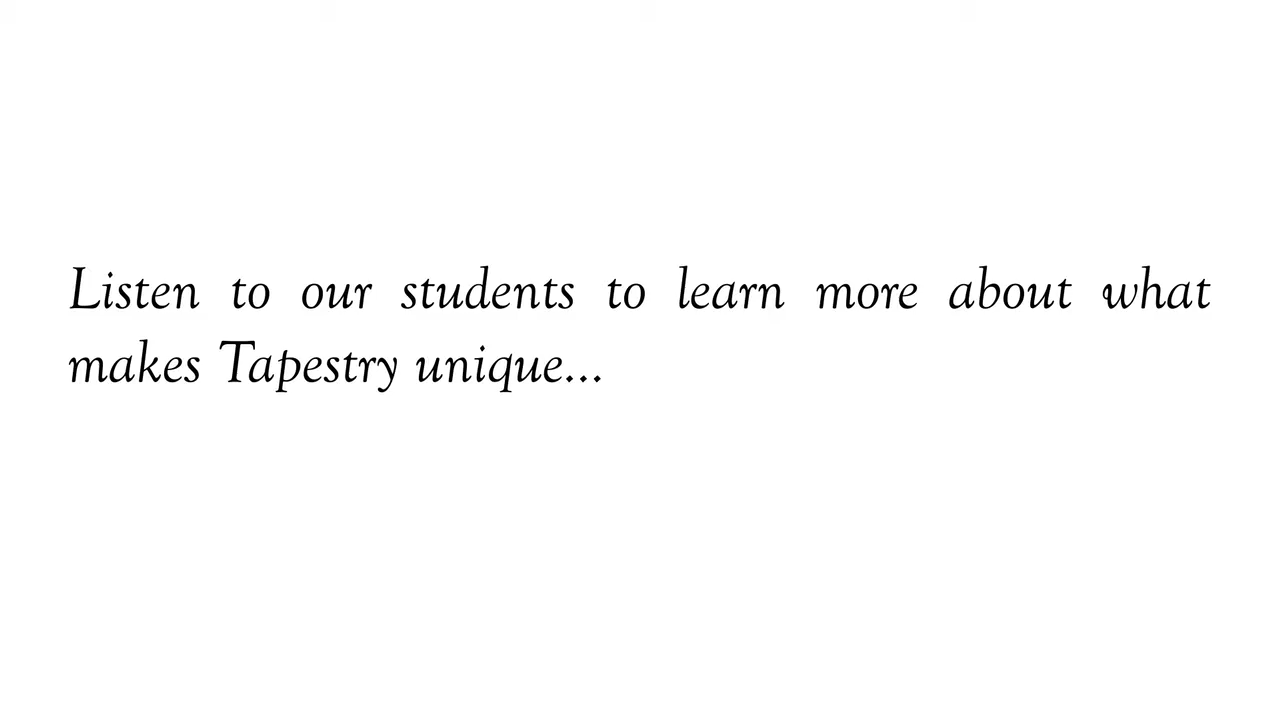 Listen to our students to learn more about what
makes Tapestry unique...